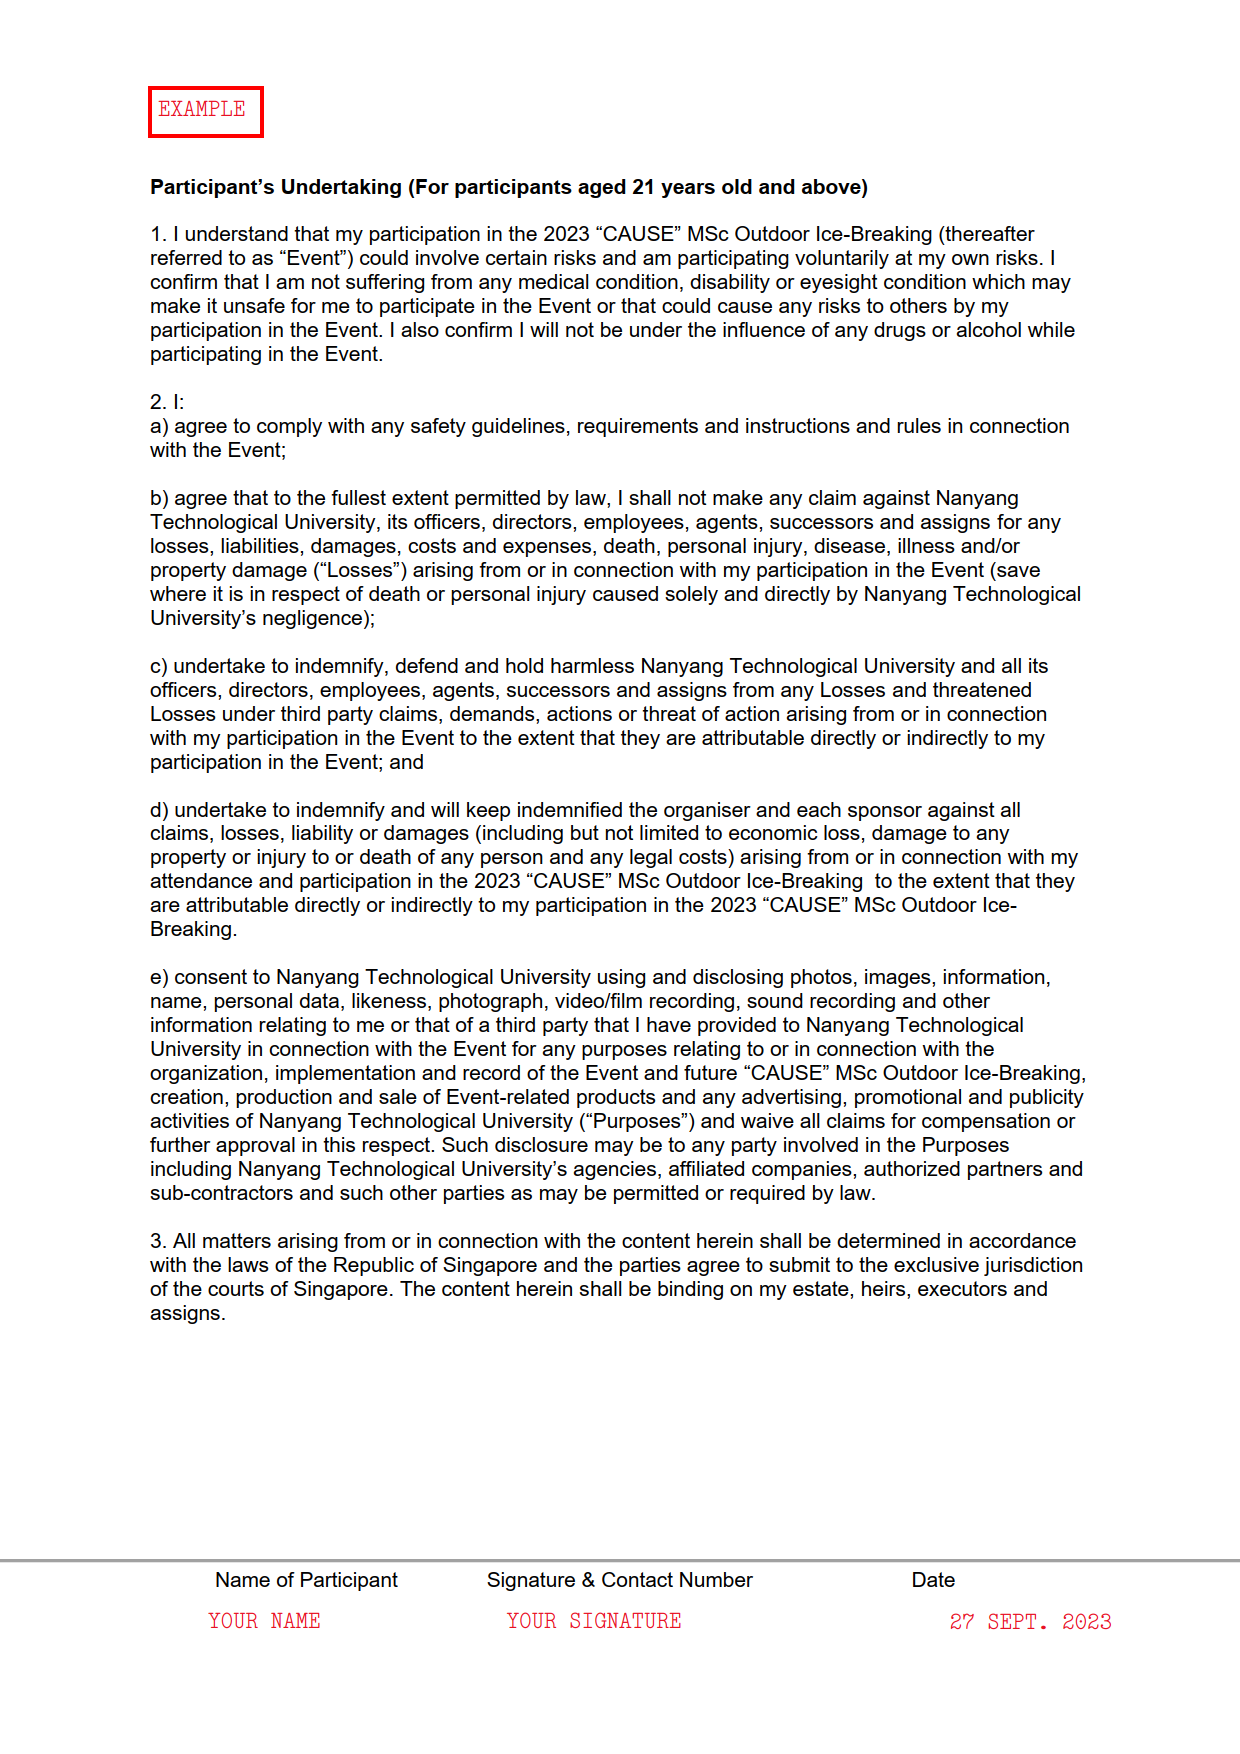 EXAMPLE
Participant’s Undertaking (For participants aged 21 years old and above)
1. I understand that my participation in the 2023 “CAUSE” MSc Outdoor Ice-Breaking (thereafter
referred to as “Event”) could involve certain risks and am participating voluntarily at my own risks. I
confirm that I am not suffering from any medical condition, disability or eyesight condition which may
make it unsafe for me to participate in the Event or that could cause any risks to others by my
participation in the Event. I also confirm I will not be under the influence of any drugs or alcohol while
participating in the Event.
2. I:
a) agree to comply with any safety guidelines, requirements and instructions and rules in connection
with the Event;
b) agree that to the fullest extent permitted by law, I shall not make any claim against Nanyang
Technological University, its officers, directors, employees, agents, successors and assigns for any
losses, liabilities, damages, costs and expenses, death, personal injury, disease, illness and/or
property damage (“Losses”) arising from or in connection with my participation in the Event (save
where it is in respect of death or personal injury caused solely and directly by Nanyang Technological
University’s negligence);
c) undertake to indemnify, defend and hold harmless Nanyang Technological University and all its
officers, directors, employees, agents, successors and assigns from any Losses and threatened
Losses under third party claims, demands, actions or threat of action arising from or in connection
with my participation in the Event to the extent that they are attributable directly or indirectly to my
participation in the Event; and
d) undertake to indemnify and will keep indemnified the organiser and each sponsor against all
claims, losses, liability or damages (including but not limited to economic loss, damage to any
property or injury to or death of any person and any legal costs) arising from or in connection with my
attendance and participation in the 2023 “CAUSE” MSc Outdoor Ice-Breaking  to the extent that they
are attributable directly or indirectly to my participation in the 2023 “CAUSE” MSc Outdoor Ice-
Breaking.
e) consent to Nanyang Technological University using and disclosing photos, images, information,
name, personal data, likeness, photograph, video/film recording, sound recording and other
information relating to me or that of a third party that I have provided to Nanyang Technological
University in connection with the Event for any purposes relating to or in connection with the
organization, implementation and record of the Event and future “CAUSE” MSc Outdoor Ice-Breaking,
creation, production and sale of Event-related products and any advertising, promotional and publicity
activities of Nanyang Technological University (“Purposes”) and waive all claims for compensation or
further approval in this respect. Such disclosure may be to any party involved in the Purposes
including Nanyang Technological University’s agencies, affiliated companies, authorized partners and
sub-contractors and such other parties as may be permitted or required by law.
3. All matters arising from or in connection with the content herein shall be determined in accordance
with the laws of the Republic of Singapore and the parties agree to submit to the exclusive jurisdiction
of the courts of Singapore. The content herein shall be binding on my estate, heirs, executors and
assigns.
Name of Participant Signature & Contact Number Date
YOUR NAME YOUR SIGNATURE 27 SEPT. 2023